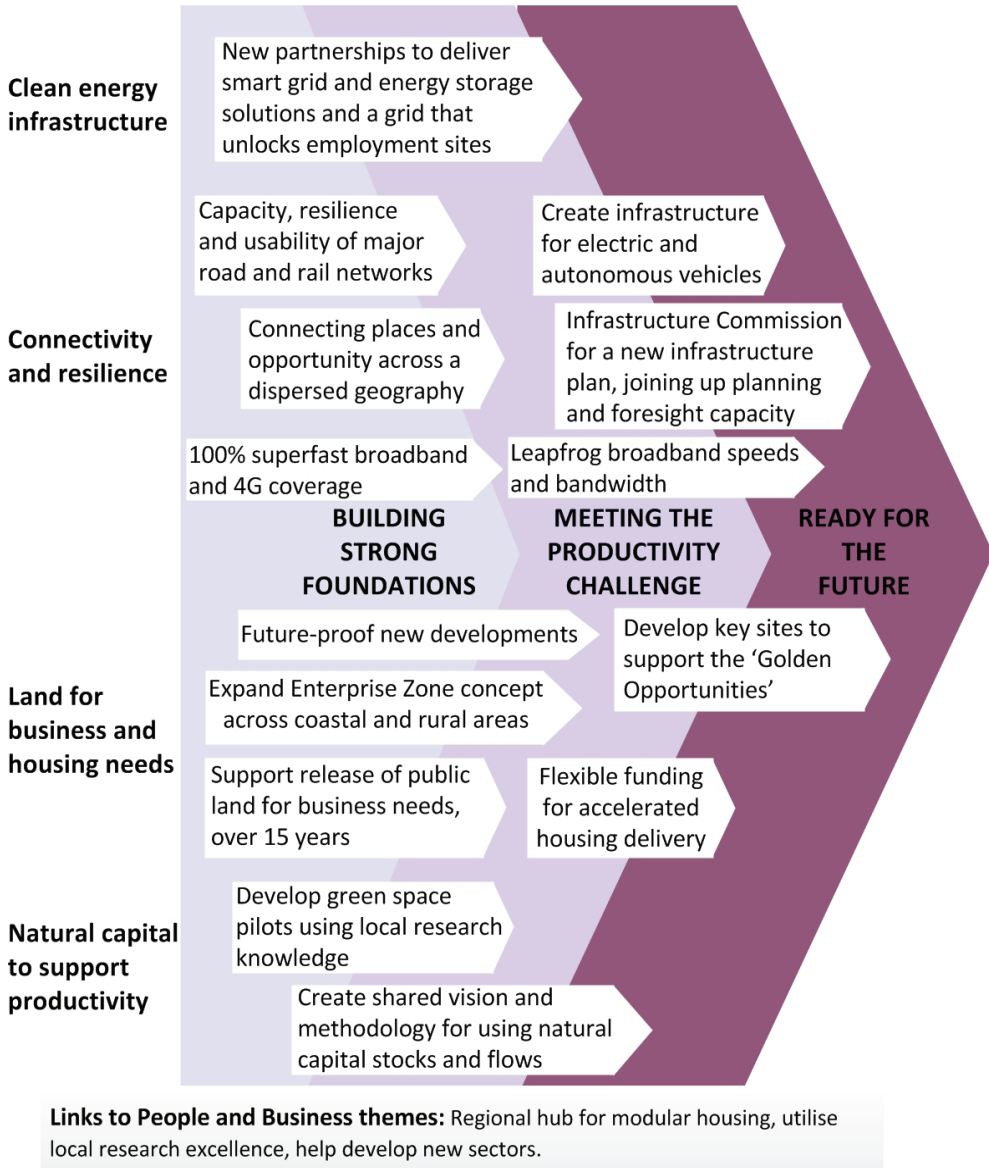 Clean energy
infrastructure
New partnerships to deliver
smart grid and energy storage
solutions and a grid that
unlocks employment sites
Connectivity
and resilience
Capacity, resilience
and usability of major
road and rail networks
Create infrastructure
for electric and
autonomous vehicles
Connecting places and
opportunity across a
dispersed geography
Infrastructure Commission
for a new infrastructure
plan, joining up planning
and foresight capacity
100% superfast broadband
and 4G coverage
Leapfrog broadband speeds
and bandwidth
BUILDING
STRONG
FOUNDATIONS
MEETING THE
PRODUCTIVITY
CHALLENGE
READY FOR
THE
FUTURE
Land for
business and
housing needs
Future-proof new developments
Develop key sites to
support the ‘Golden
Opportunities’
Expand Enterprise Zone concept
across coastal and rural areas
Support release of public
land for business needs,
over 15 years
Flexible funding
for accelerated
housing delivery
Natural capital
to support
productivity
Develop green space
pilots using local research
knowledge
Create shared vision and
methodology for using natural
capital stocks and flows
Links to People and Business themes: Regional hub for modular housing, utilise
local research excellence, help develop new sectors.